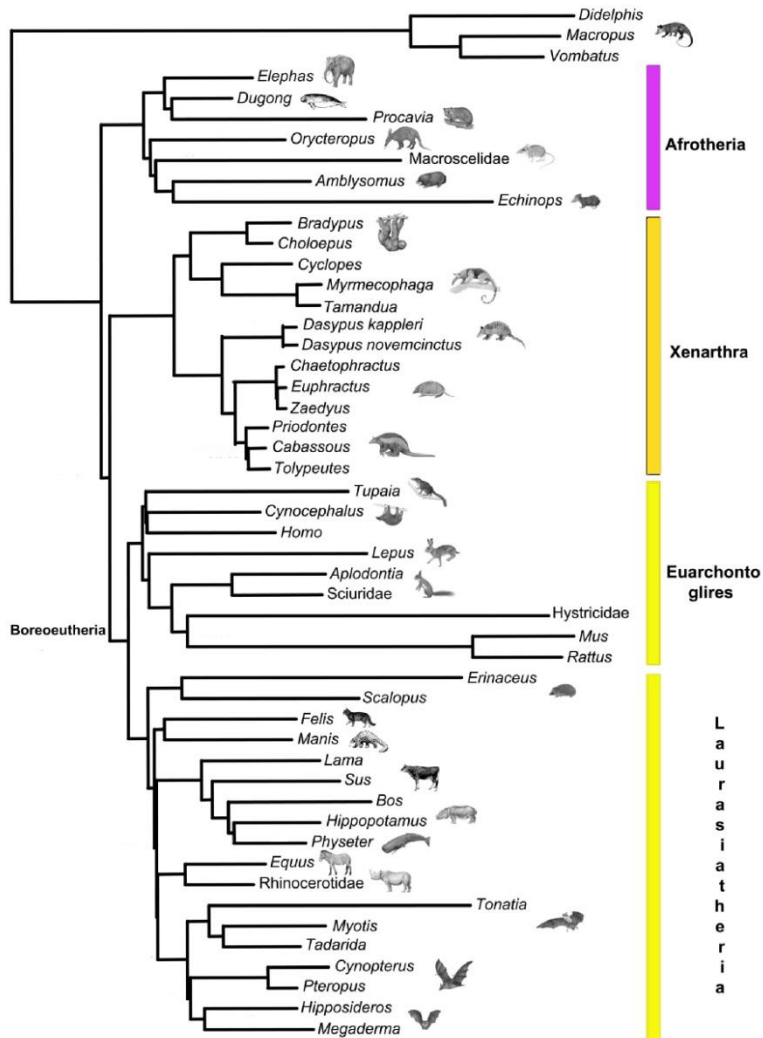 Didelphis
Macropus
Vombatus
Elephas
Dugong
Procavia
Orycteropus
Macroscelidae
Amblysomus
Echinops
Afrotheria
Bradypus
Choloepus
Cyclopes
Myrmecophaga
Tamandua
Dasypus kappleri
Dasypus novemcinctus
Chaetophractus
Euphractus
Zaedyus
Priodontes
Cabassous
Tolypeutes
Xenarthra
Tupaia
Cynocephalus
Homo
Lepus
Aplodontia
Sciuridae
Hystricidae
Mus
Rattus
Euarchonto
glires
Boreoeutheria
Erinaceus
Scalopus
Felis
Manis
Lama
Sus
Bos
Hippopotamus
Physeter
Equus
Rhinocerotidae
Tonatia
Myotis
Tadarida
Cynopterus
Pteropus
Hipposideros
Megaderma
Laurasiatheria